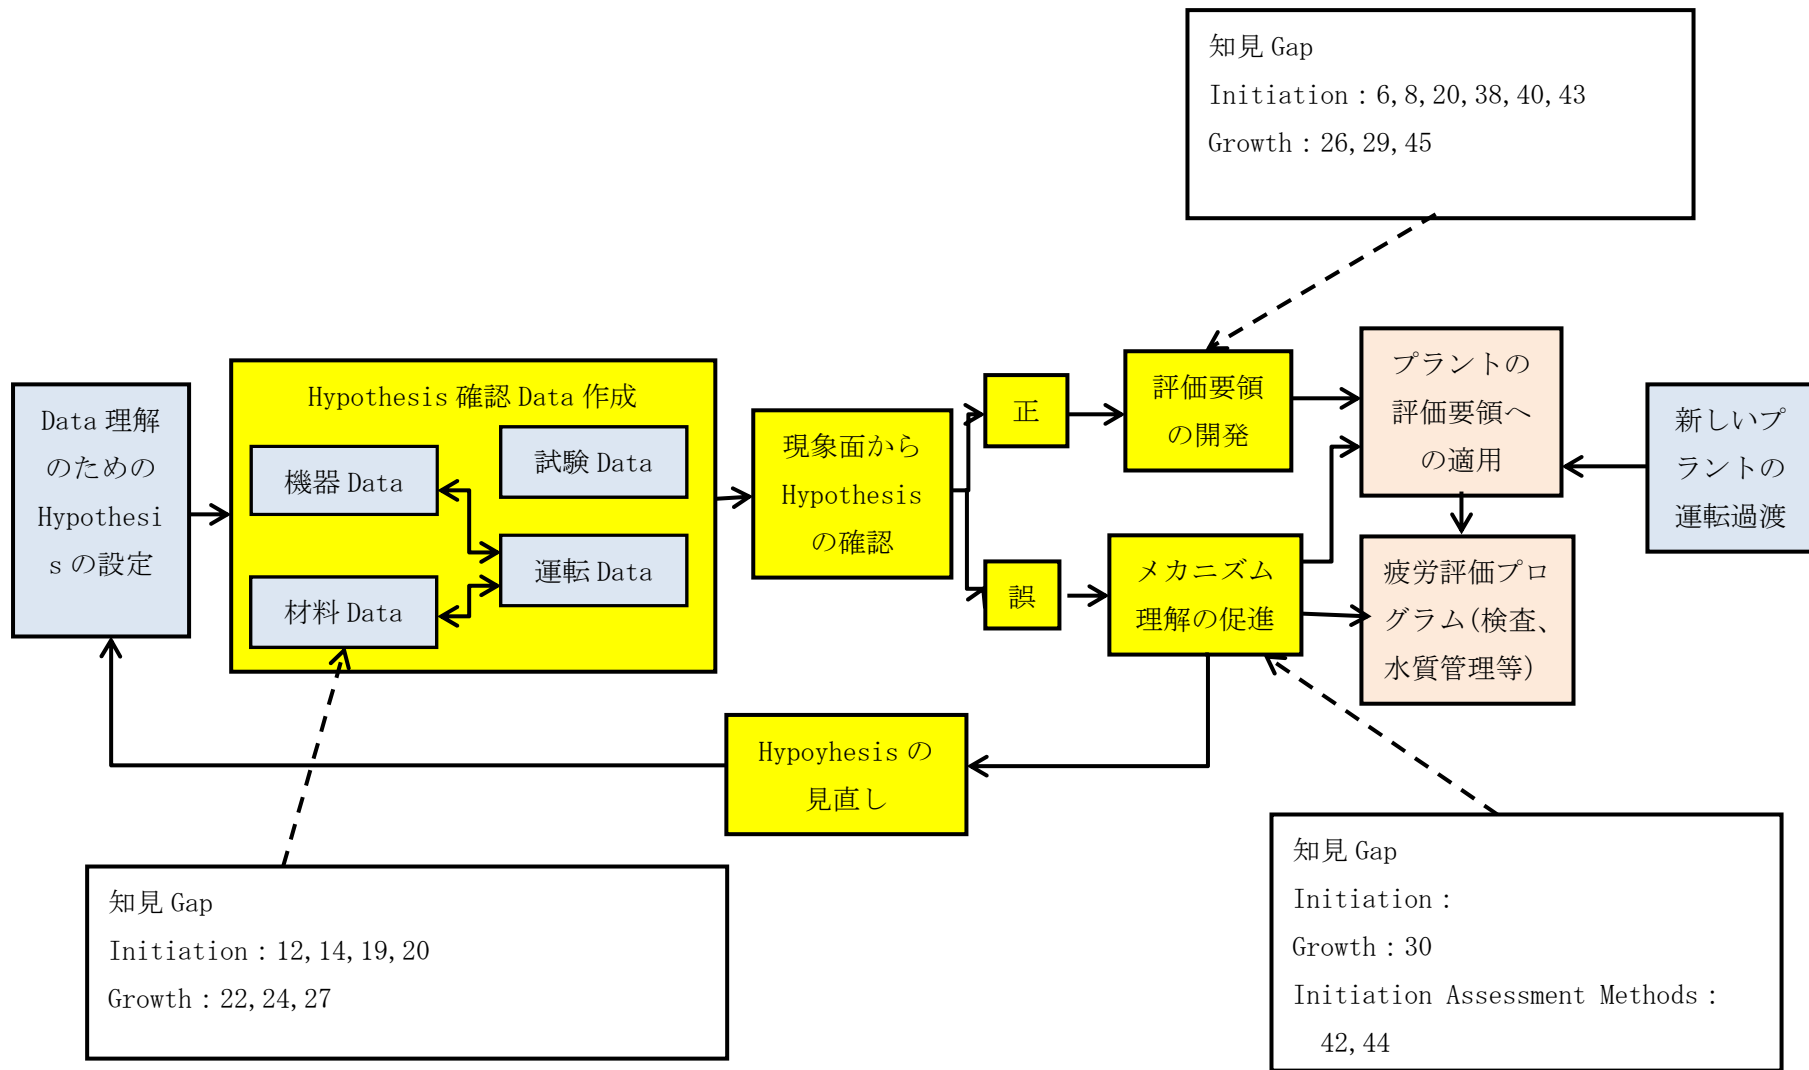 知見 Gap
Initiation：6,8,20,38,40,43
Growth：26,29,45
Data 理解
のための
Hypothesi
s の設定
Hypothesis 確認 Data 作成
機器 Data
試験 Data
運転 Data
材料 Data
現象面から
Hypothesis
の確認
正
誤
評価要領
の開発
メカニズム
理解の促進
プラントの
評価要領へ
の適用
疲労評価プロ
グラム(検査、
水質管理等)
新しいプ
ラントの
運転過渡
Hypoyhesis の
見直し
知見 Gap
Initiation：12,14,19,20
Growth：22,24,27
知見 Gap
Initiation：
Growth：30
Initiation Assessment Methods：
42,44